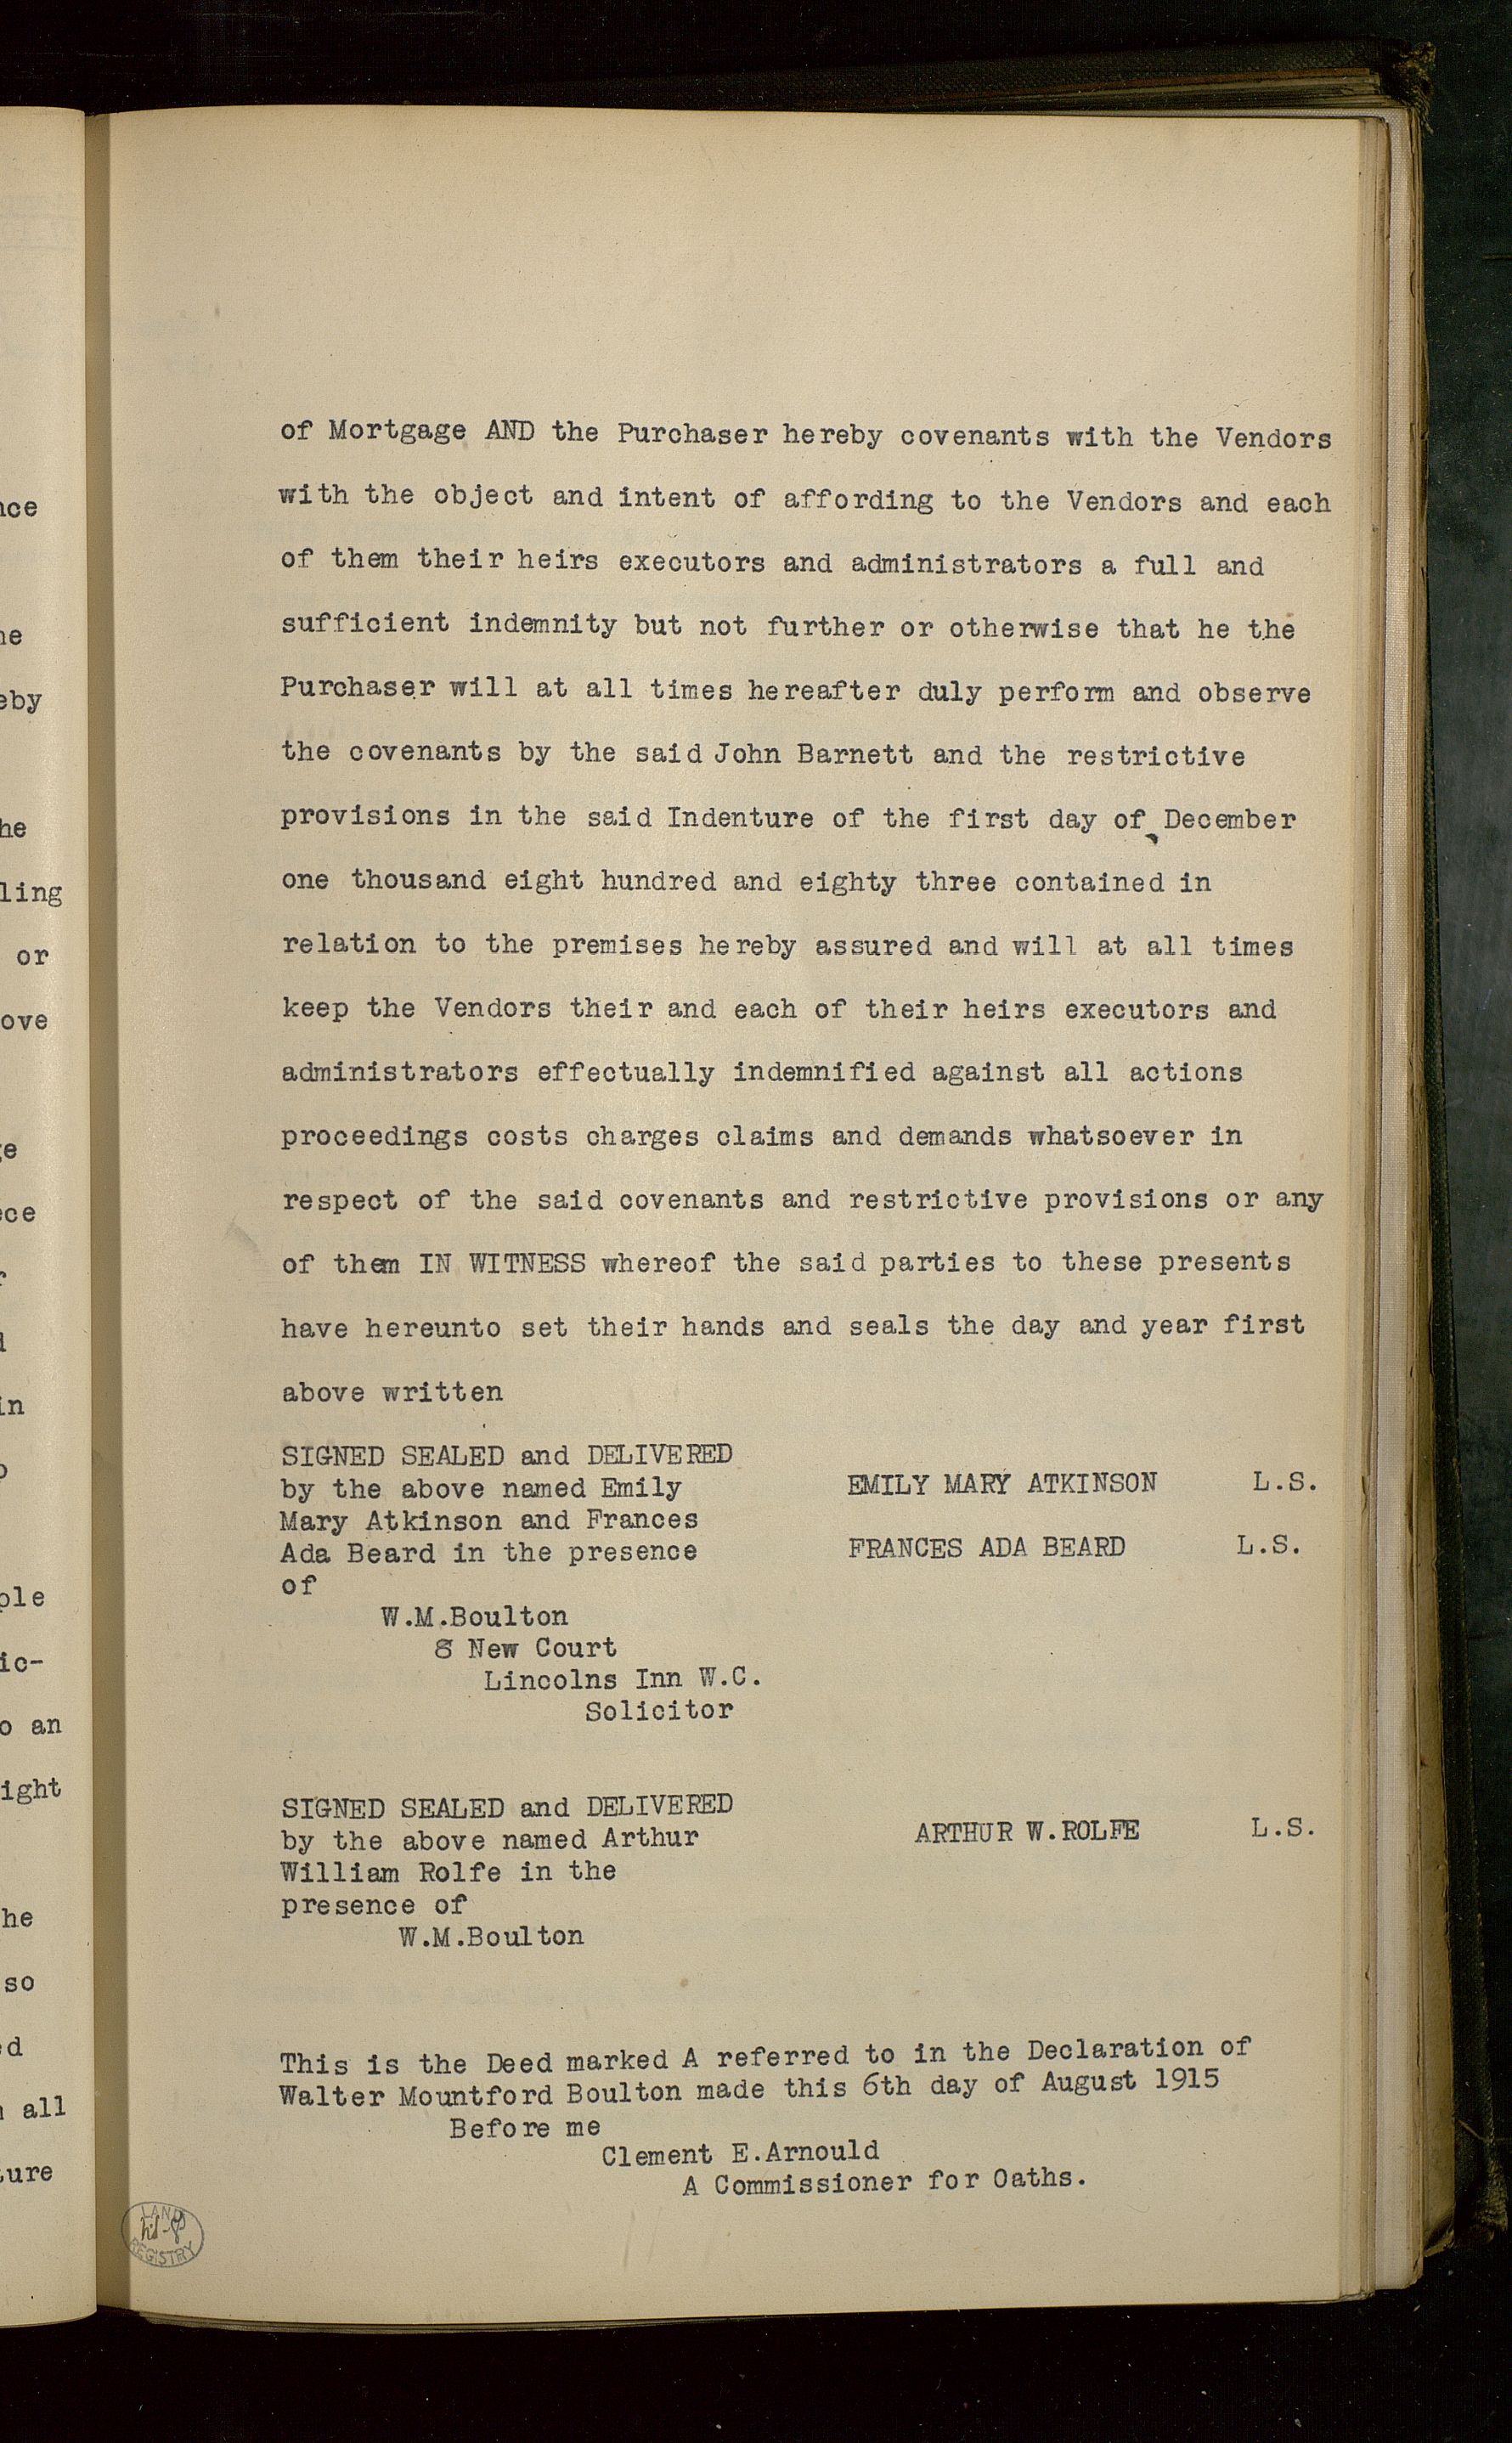 of Mortgage AND the Purchaser hereby covenants with the Vendors
with the object and intent of affording to the Vendors and each
of them their heirs executors and administrators a full and
sufficient indemnity but not further or otherwise that he the
Purchaser will at all times hereafter duly perform and observe
the covenants by the said John Barnett and the restrictive
provisions in the said Indenture of the first day of December
one thousand eight hundred and eighty three contained in
relation to the premises hereby assured and will at all times
keep the Vendors their and each of their heirs executors and
administrators effectually indemnified against all actions
proceedings costs charges claims and demands whatsoever in
respect of the said covenants and restrictive provisions or any
of them IN WITNESS whereof the said parties to these presents
have hereunto set their hands and seals the day and year first
above written
SIGNED SEALED and DELIVERED
by the above named Emily EMILY MARY ATKINSON L.S.
Mary Atkinson and Frances
Ada Beard in the presence FRANCES ADA BEARD L.S.
of
W.M.Boulton
8 New Court
Lincolns Inn W.C.
Solicitor
SIGNED SEALED and DELIVERED
by the above named Arthur ARTHUR W.ROLFE L.S.
William Rolfe in the
presence of
W.M.Boulton
This is the Deed marked A referred to in the Declaration of
Walter Mountford Boulton made this 6th day of August 1915
Before me
Clement E.Arnould
A Commissioner for Oaths.
LAND
REGISTRY